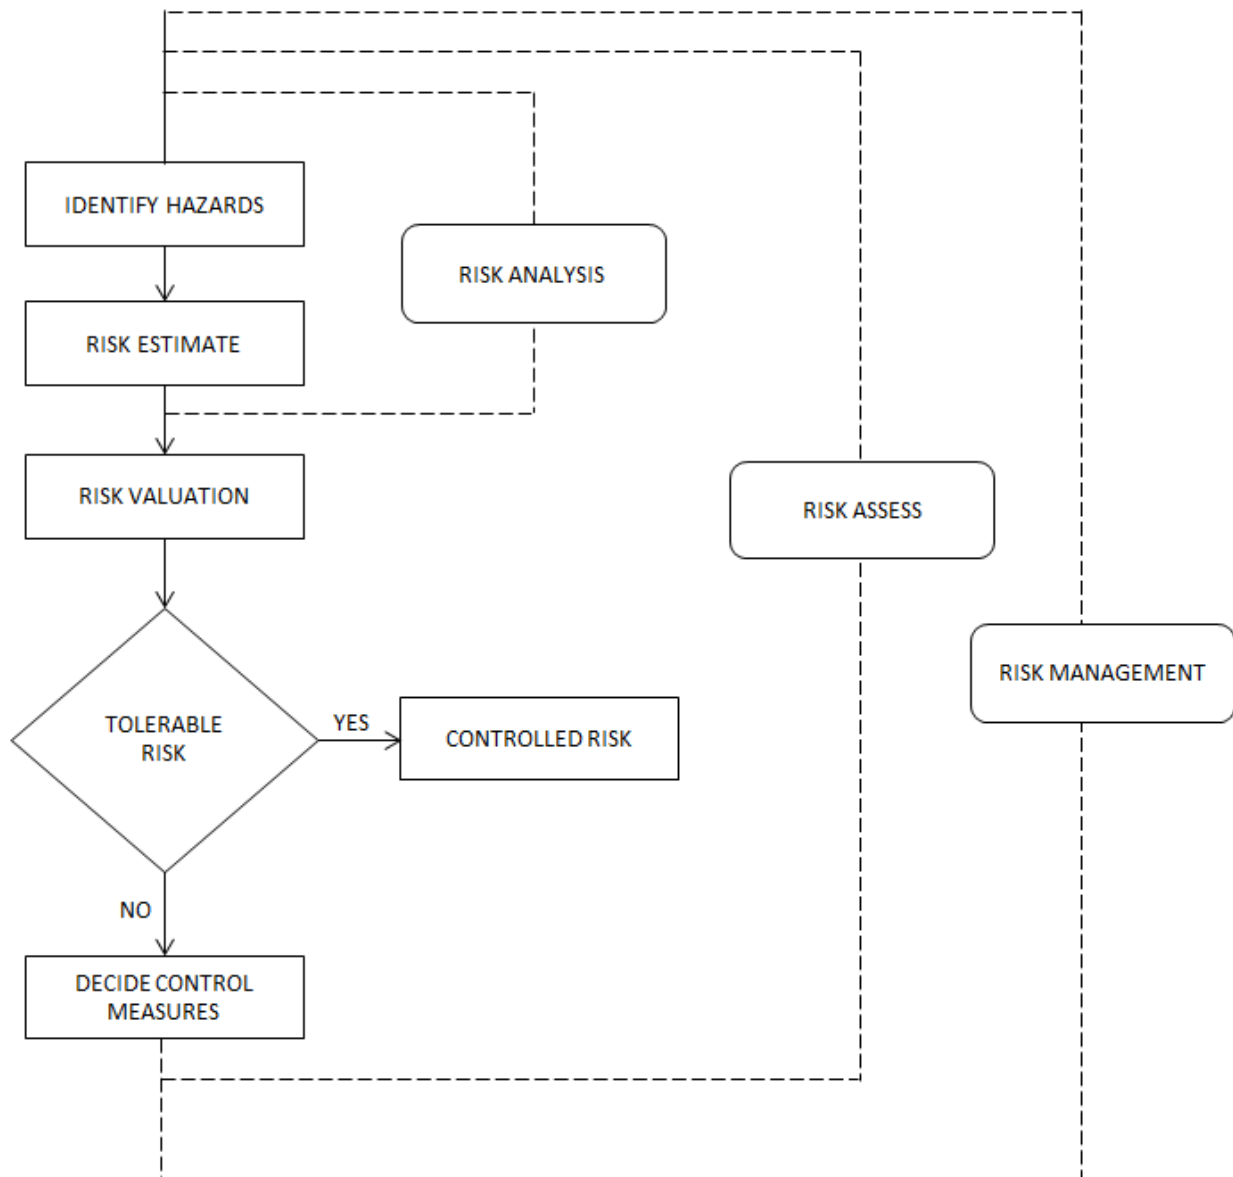 IDENTIFY HAZARDS
RISK ANALYSIS
RISK ESTIMATE
RISK VALUATION
RISK ASSESS
RISK MANAGEMENT
TOLERABLE
RISK
YES
CONTROLLED RISK
NO
DECIDE CONTROL
MEASURES